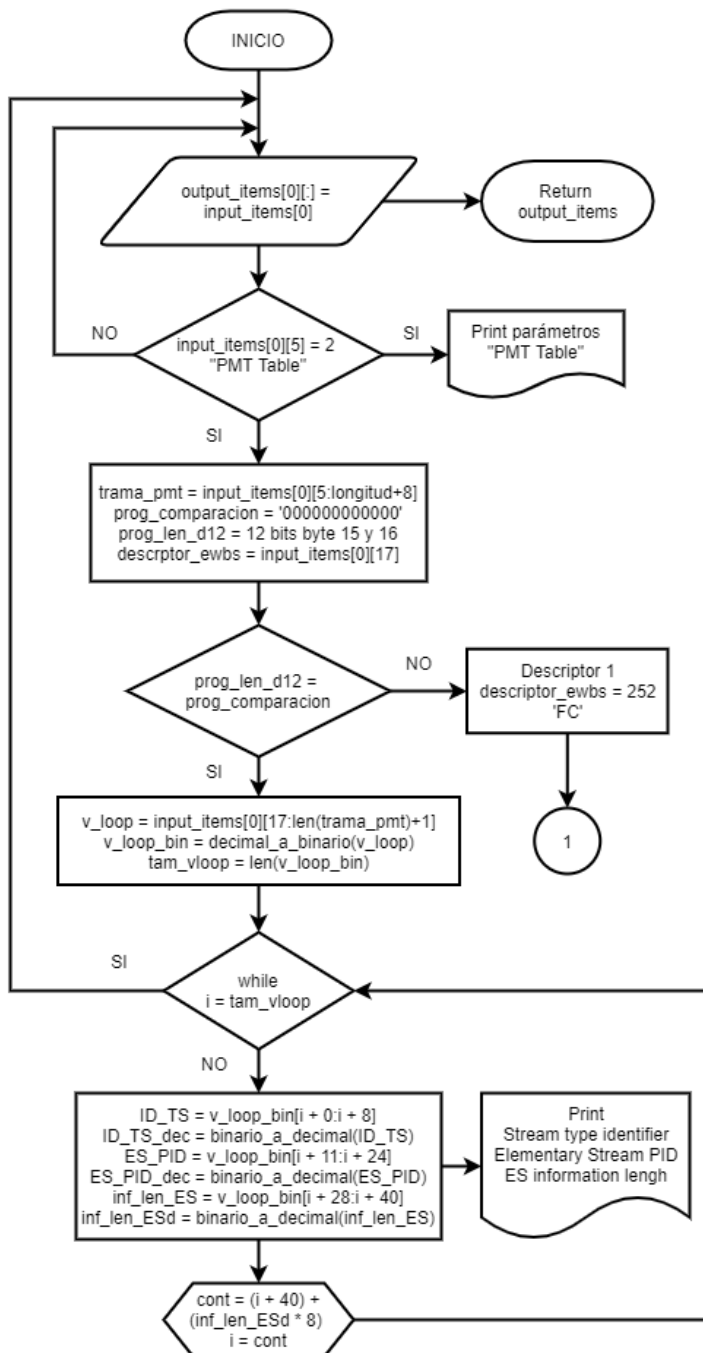 INICIO
output_items[0][:] =
input_items[0]
Return
output_items
NO
input_items[0][5] = 2
"PMT Table"
SI
Print parámetros
"PMT Table"
SI
trama_pmt = input_items[0][5:longitud+8]
prog_comparacion = '000000000000'
prog_len_d12 = 12 bits byte 15 y 16
descrptor_ewbs = input_items[0][17]
prog_len_d12 =
prog_comparacion
NO
Descriptor 1
descriptor_ewbs = 252
'FC'
SI
1
v_loop = input_items[0][17:len(trama_pmt)+1]
v_loop_bin = decimal_a_binario(v_loop)
tam_vloop = len(v_loop_bin)
SI
while
i = tam_vloop
NO
ID_TS = v_loop_bin[i + 0:i + 8]
ID_TS_dec = binario_a_decimal(ID_TS)
ES_PID = v_loop_bin[i + 11:i + 24]
ES_PID_dec = binario_a_decimal(ES_PID)
inf_len_ES = v_loop_bin[i + 28:i + 40]
inf_len_ESd = binario_a_decimal(inf_len_ES)
Print
Stream type identifier
Elementary Stream PID
ES information lengh
cont = (i + 40) +
(inf_len_ESd * 8)
i = cont